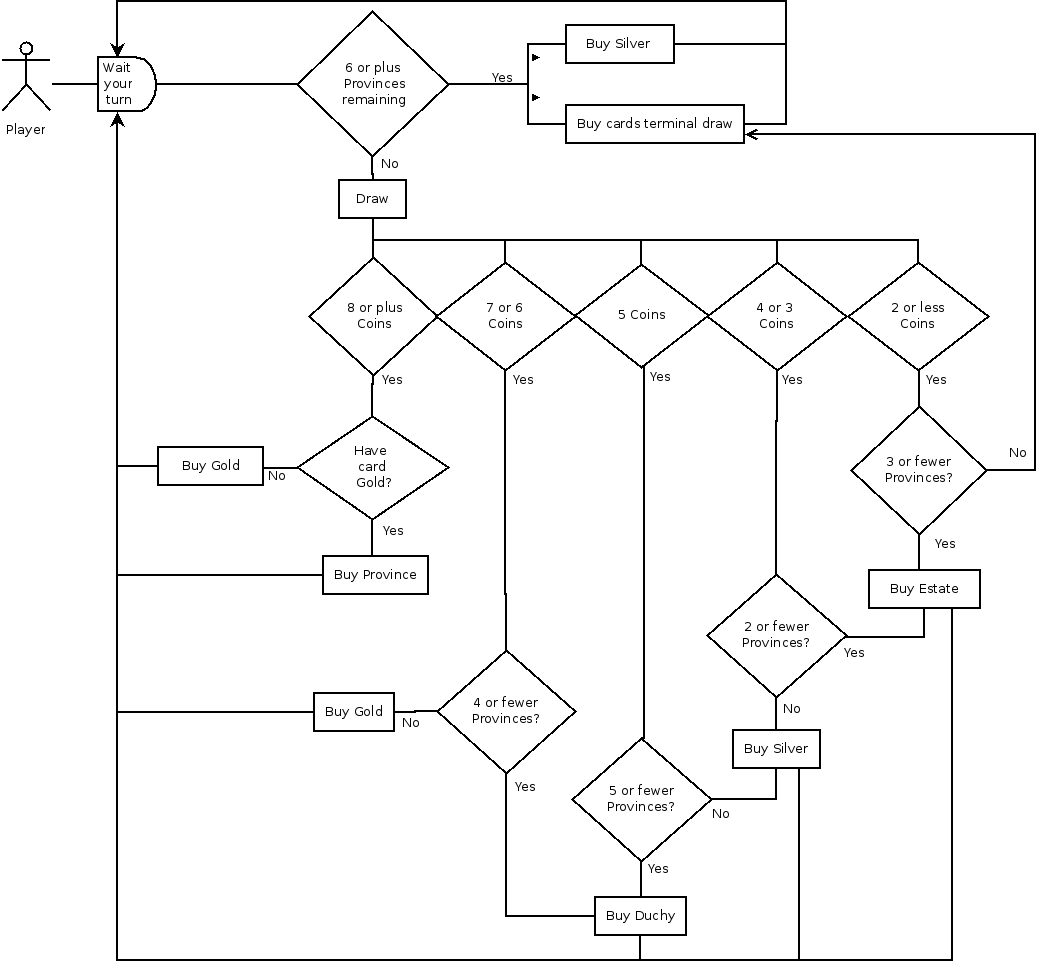 Player
Wait
your
turn
6 or plus
Provinces
remaining
Yes
Buy Silver
Buy cards terminal draw
No
Draw
8 or plus
Coins
7 or 6
Coins
5 Coins
4 or 3
Coins
2 or less
Coins
Yes
Yes
Yes
Yes
Yes
Have
card
Gold?
No
Buy Gold
Yes
Buy Province
3 or fewer
Provinces?
No
Yes
Buy Estate
2 or fewer
Provinces?
Yes
No
Buy Silver
4 or fewer
Provinces?
No
Buy Gold
Yes
5 or fewer
Provinces?
No
Yes
Buy Duchy